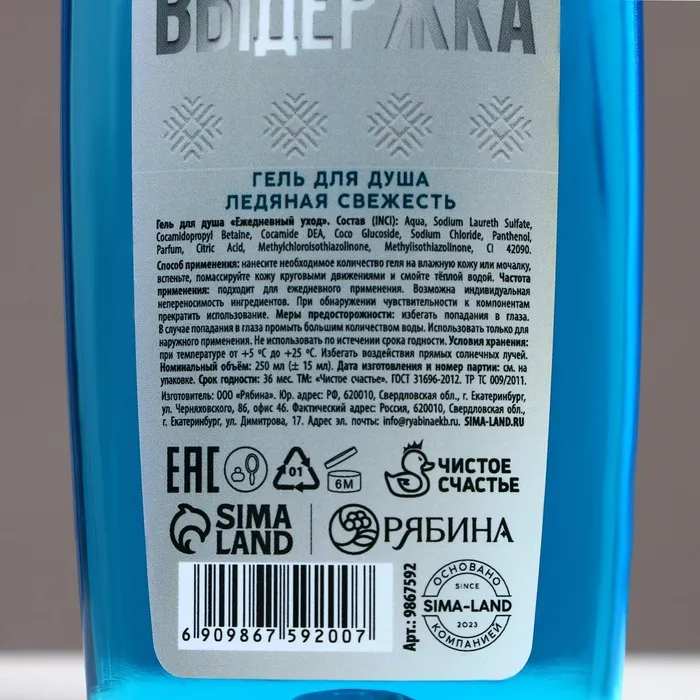 ВЫДЕРЖКА
ГЕЛЬ ДЛЯ ДУША
ЛЕДЯНАЯ СВЕЖЕСТЬ
Гель для душа «Ежедневный уход». Состав (INCI): Aqua, Sodium Laureth Sulfate,
Cocamidopropyl Betaine, Cocamide DEA, Coco Glucoside, Sodium Chloride, Panthenol,
Parfum, Citric Acid, Methylchlorolsothiazolinone, Methylisothiazolinone, CI 42090.
Способ применения: нанесите необходимое количество геля на влажную кожу или мочалку,
вспеньте, помассируйте кожу круговыми движениями и смойте тёплой водой. Частота
применения: подходит для ежедневного применения. Возможна индивидуальная
непереносимость ингредиентов. При обнаружении чувствительности к компонентам
прекратить использование. Меры предосторожности: избегать попадания в глаза.
В случае попадания в глаза промыть большим количеством воды. Использовать только для
наружного применения. Не использовать по истечении срока годности. Условия хранения:
при температуре от +5 ºС до +25 ºС. Избегать воздействия прямых солнечных лучей.
Номинальный объём: 250 мл (± 15 мл). Дата изготовления и номер партии: см. на
упаковке. Срок годности: 36 мес. ТМ: «Чистое счастье». ГОСТ 31696-2012. ТР ТС 009/2011.
Изготовитель: ООО «Рябина». Юр. адрес: РФ, 620010, Свердловская обл., г. Екатеринбург,
ул. Черняховского, 86, офис 46. Фактический адрес: Россия, 620010, Свердловская обл.,
г. Екатеринбург, ул. Димитрова, 17. Адрес эл. почты: info@ryabinaekb.ru. SIMA-LAND.RU
EAC
01
6M
ЧИСТОЕ
СЧАСТЬЕ
SIMA
LAND
РЯБИНА
6 909867 592007
Арт.: 9867592
ОСНОВАНО
SINCE
SIMA-LAND
2023
КОМПАНИЕЙ